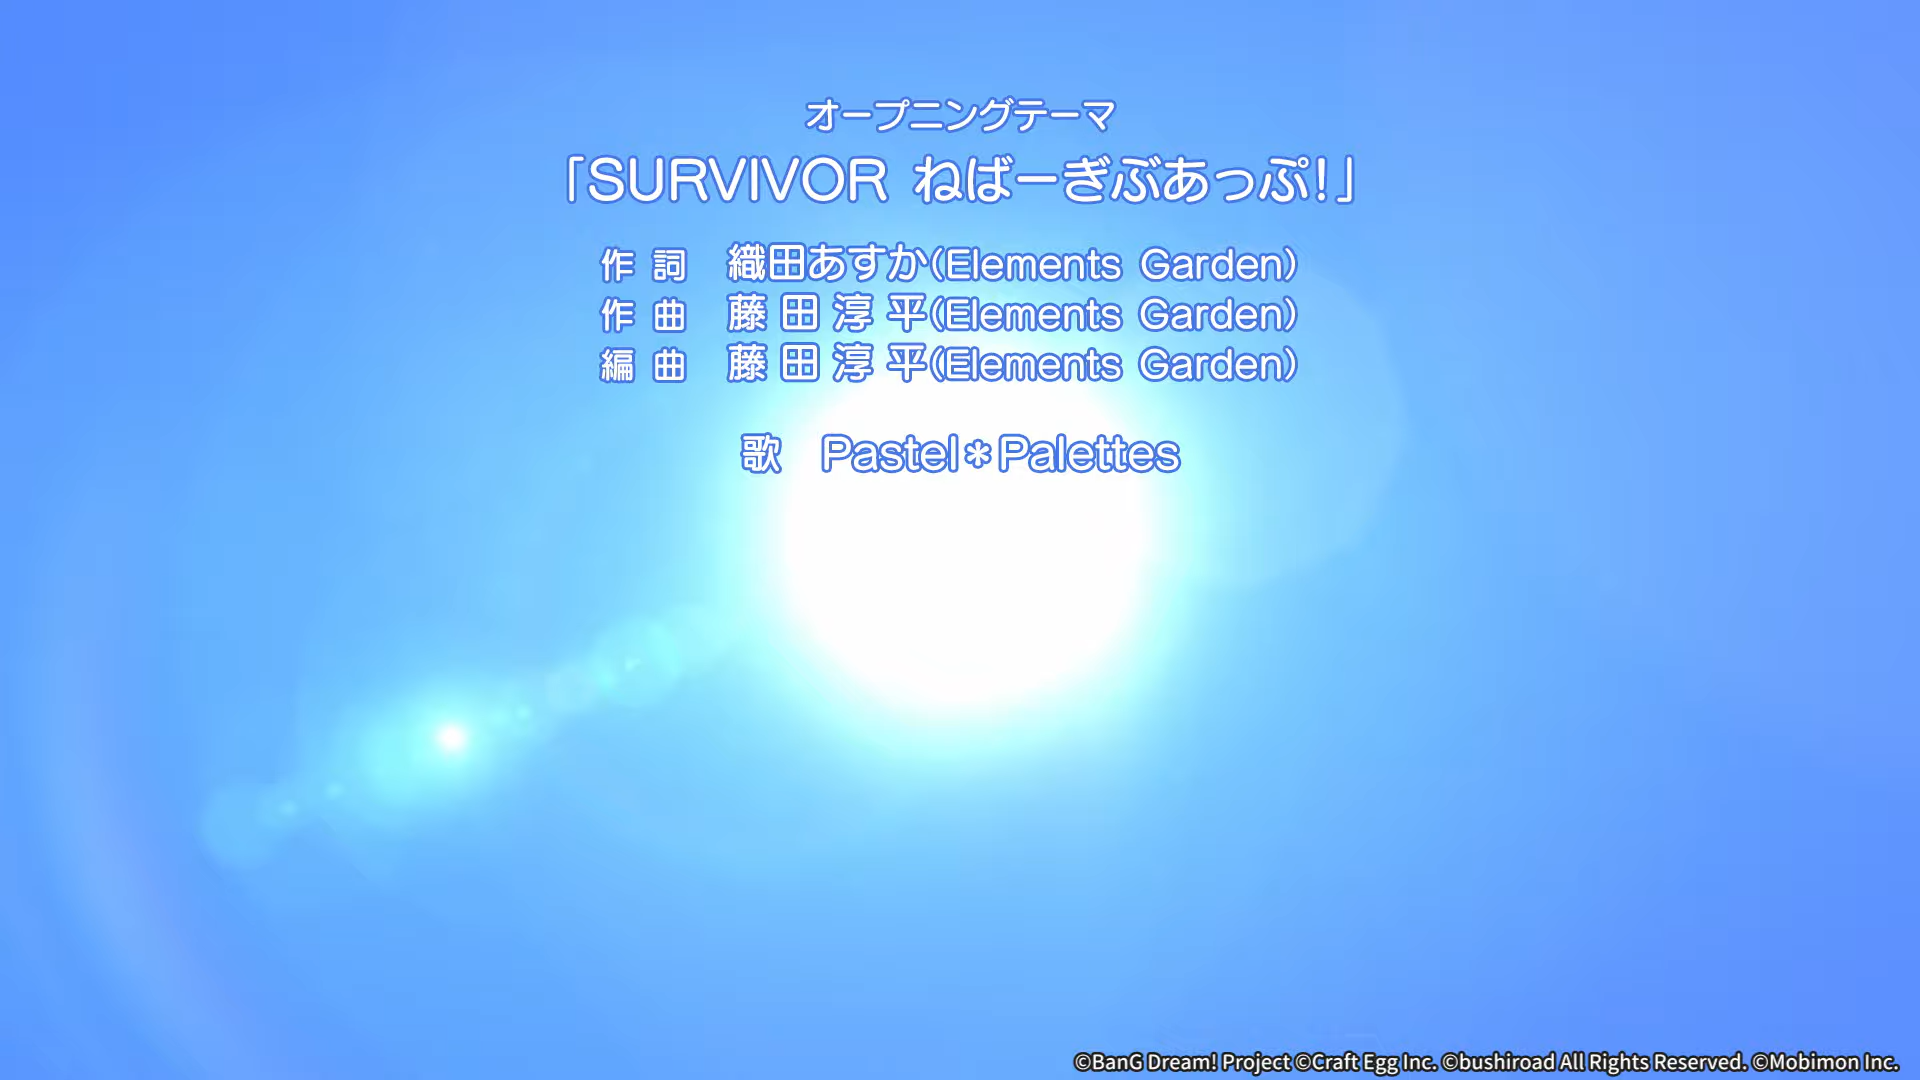 オープニングテーマ
「SURVIVOR ねばーぎぶあっぷ！」
作 詞 織田あすか(Elements Garden)
作 曲 藤 田 淳 平(Elements Garden)
編 曲 藤 田 淳 平(Elements Garden)
歌 Pastel＊Palettes
©BanG Dream! Project ©Craft Egg Inc. ©bushiroad All Rights Reserved. ©Mobimon Inc.